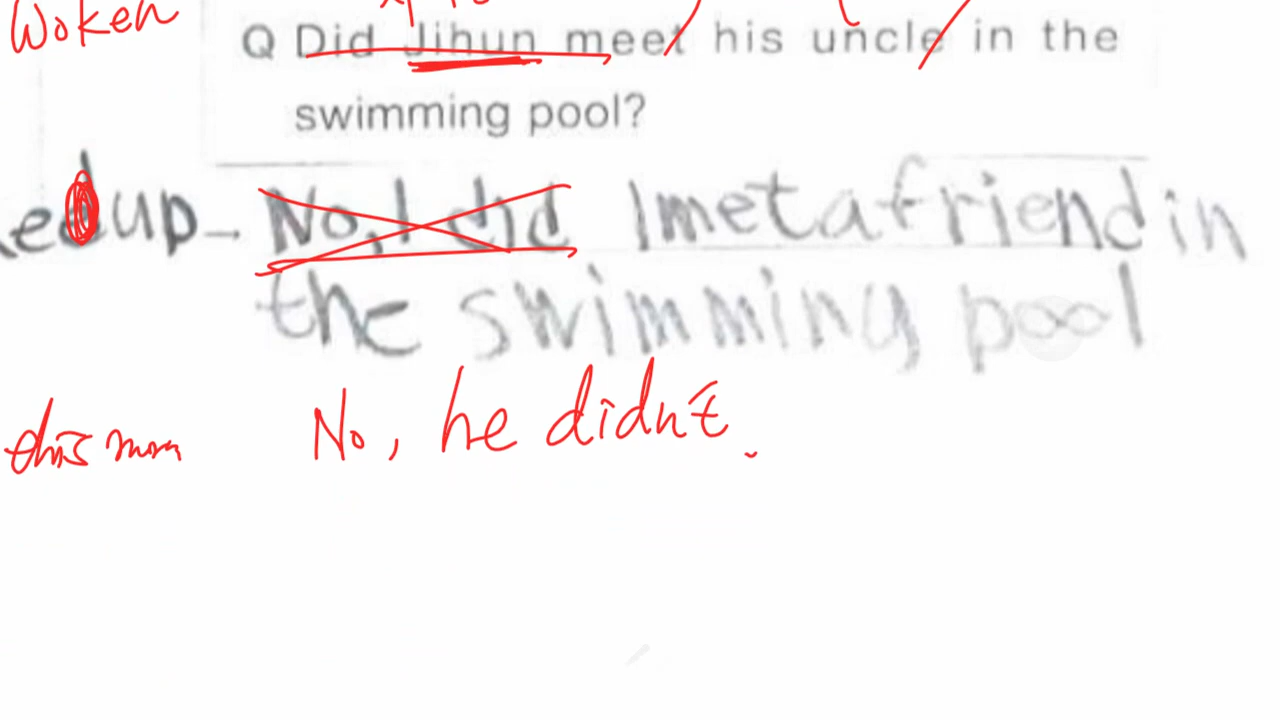 Woken
Q Did Jihun meet his uncle in the
swimming pool?
up No, I did I met a friend in
the swimming pool
this No, he didn't.